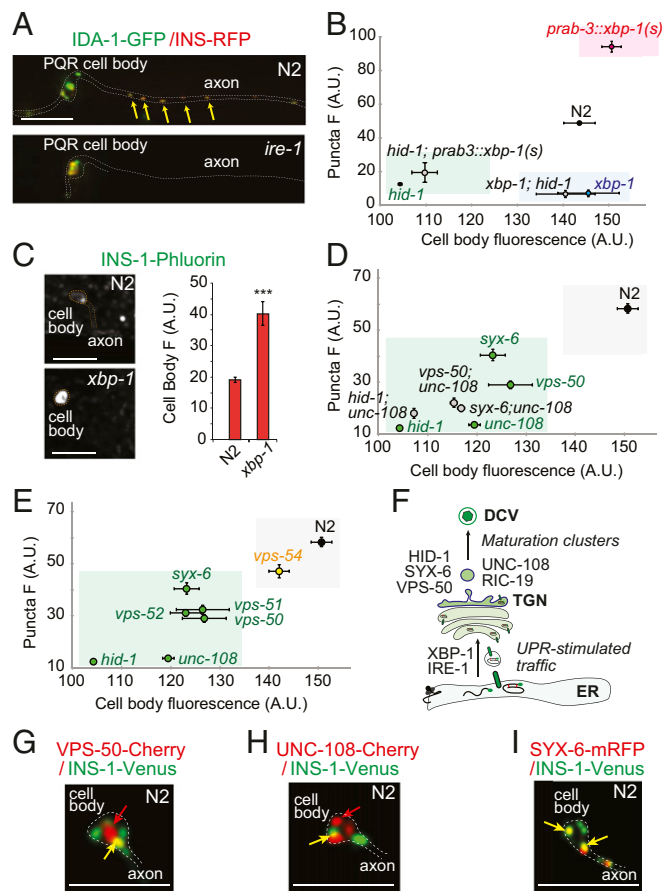 A
IDA-1-GFP/INS-RFP
PQR cell body
axon
N2
PQR cell body
axon
ire-1
B
Puncta F (A.U.)
100
80
60
40
20
0
prab-3::xbp-1(s)
N2
hid-1; prab3::xbp-1(s)
hid-1
xbp-1; hid-1
xbp-1
100 110 120 130 140 150
Cell body fluorescence (A.U.)
C
INS-1-Phluorin
N2
cell
body
axon
xbp-1
cell
body
Cell Body F (A.U.)
50
40
30
20
10
0
***
N2
xbp-1
D
Puncta F (A.U.)
70
50
30
10
N2
syx-6
vps-50;
unc-108
vps-50
hid-1;
unc-108
syx-6;unc-108
hid-1
unc-108
100 110 120 130 140 150
Cell body fluorescence (A.U.)
E
Puncta F (A.U.)
70
50
30
10
N2
vps-54
syx-6
vps-51
vps-52
vps-50
hid-1
unc-108
100 110 120 130 140 150
Cell body fluorescence (A.U.)
F
DCV
Maturation clusters
HID-1
SYX-6
VPS-50
UNC-108
RIC-19
TGN
XBP-1
IRE-1
UPR-stimulated
traffic
ER
G
VPS-50-Cherry
/INS-1-Venus
cell
body
N2
axon
H
UNC-108-Cherry
/INS-1-Venus
cell
body
N2
axon
I
SYX-6-mRFP
/INS-1-Venus
cell
body
N2
axon